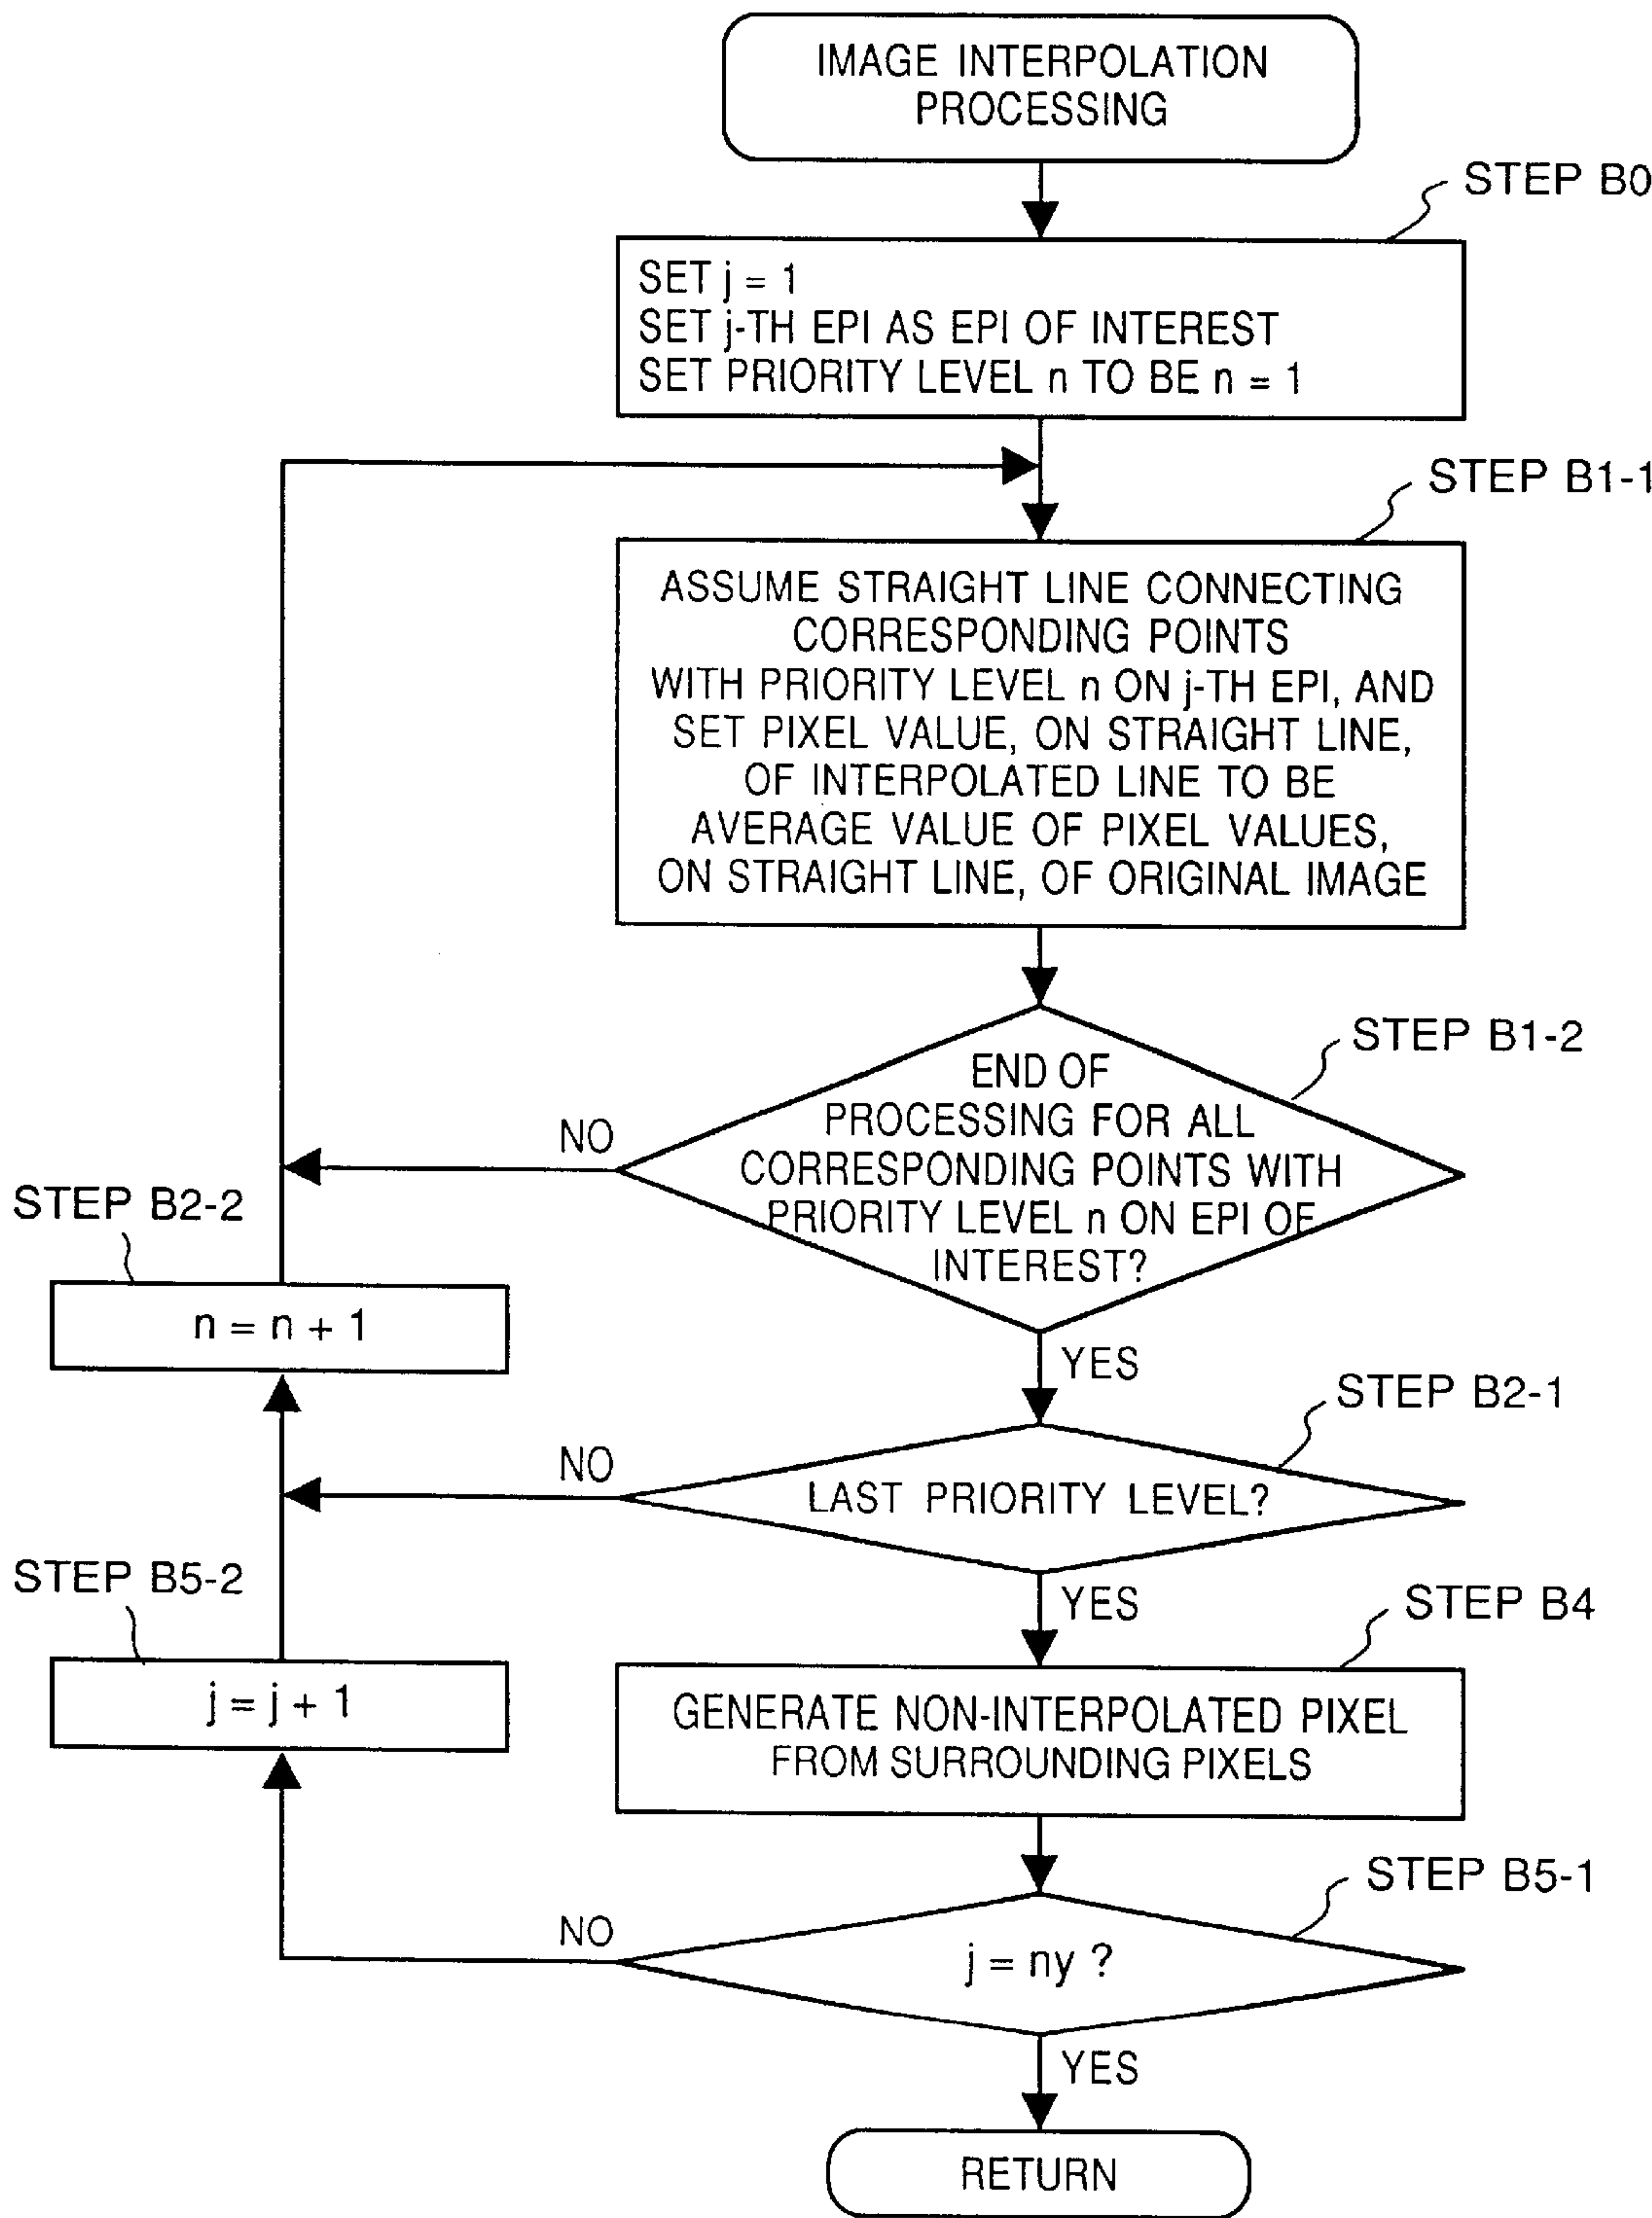 IMAGE INTERPOLATION
PROCESSING
STEP B0
SET j = 1
SET j-TH EPI AS EPI OF INTEREST
SET PRIORITY LEVEL n TO BE n = 1
STEP B1-1
ASSUME STRAIGHT LINE CONNECTING
CORRESPONDING POINTS
WITH PRIORITY LEVEL n ON j-TH EPI, AND
SET PIXEL VALUE, ON STRAIGHT LINE,
OF INTERPOLATED LINE TO BE
AVERAGE VALUE OF PIXEL VALUES,
ON STRAIGHT LINE, OF ORIGINAL IMAGE
STEP B1-2
END OF
PROCESSING FOR ALL
CORRESPONDING POINTS WITH
PRIORITY LEVEL n ON EPI OF
INTEREST?
NO
YES
STEP B2-2
n = n + 1
STEP B2-1
LAST PRIORITY LEVEL?
NO
YES
STEP B5-2
j = j + 1
STEP B4
GENERATE NON-INTERPOLATED PIXEL
FROM SURROUNDING PIXELS
STEP B5-1
j = ny ?
NO
YES
RETURN